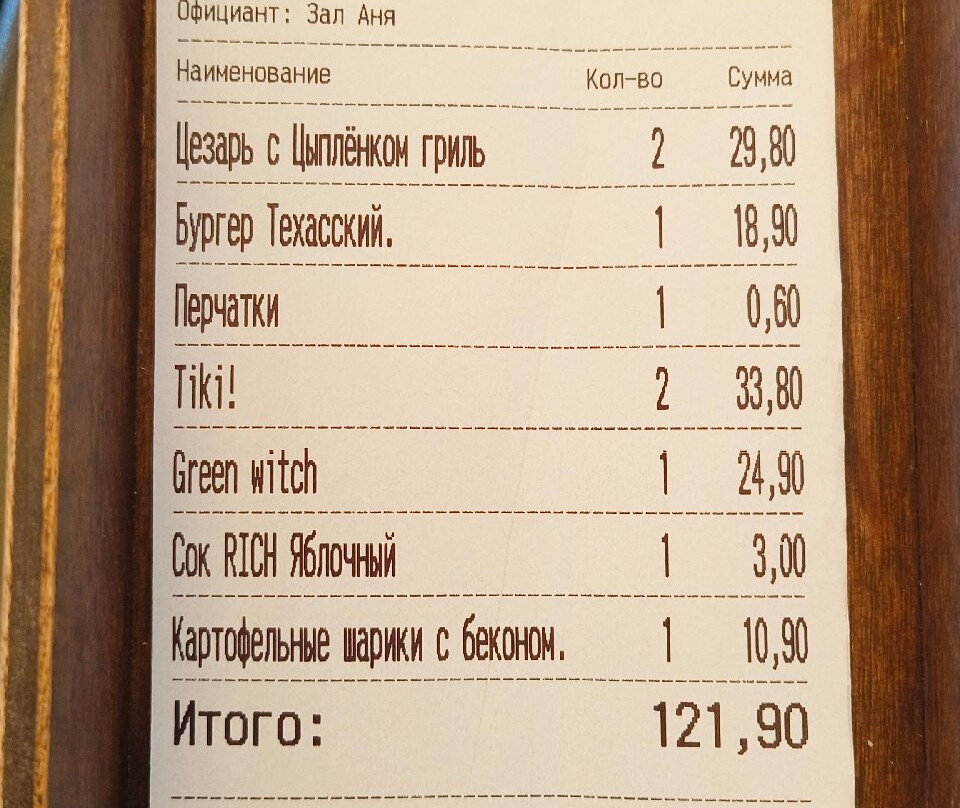 Официант: Зал Аня
Наименование Кол-во Сумма
Цезарь с Цыплёнком гриль 2 29,80
Бургер Техасский. 1 18,90
Перчатки 1 0,60
Tiki! 2 33,80
Green witch 1 24,90
Сок RICH Яблочный 1 3,00
Картофельные шарики с беконом. 1 10,90
Итого: 121,90